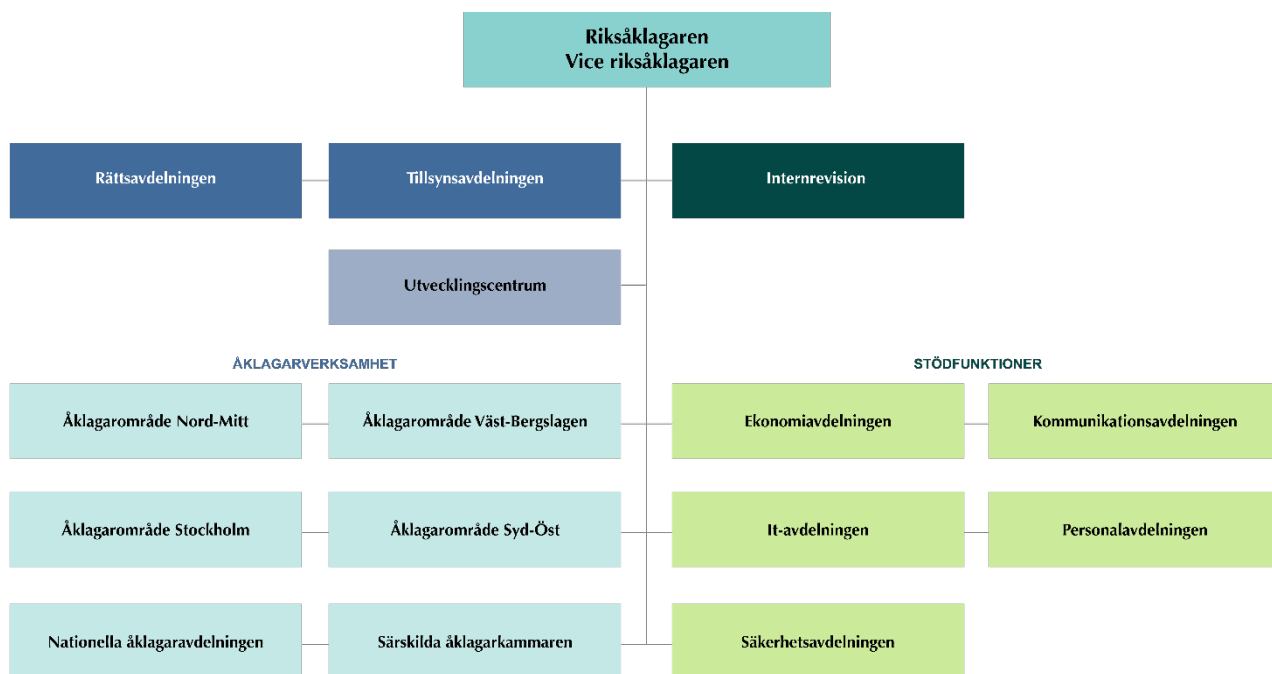 Riksåklagaren
Vice riksåklagaren
Rättsavdelningen
Tillsynsavdelningen
Internrevision
Utvecklingscentrum
ÅKLAGARVERKSAMHET
STÖDFUNKTIONER
Åklagarområde Nord-Mitt
Åklagarområde Väst-Bergslagen
Ekonomiavdelningen
Kommunikationsavdelningen
Åklagarområde Stockholm
Åklagarområde Syd-Öst
It-avdelningen
Personalavdelningen
Nationella åklagaravdelningen
Särskilda åklagarkammaren
Säkerhetsavdelningen